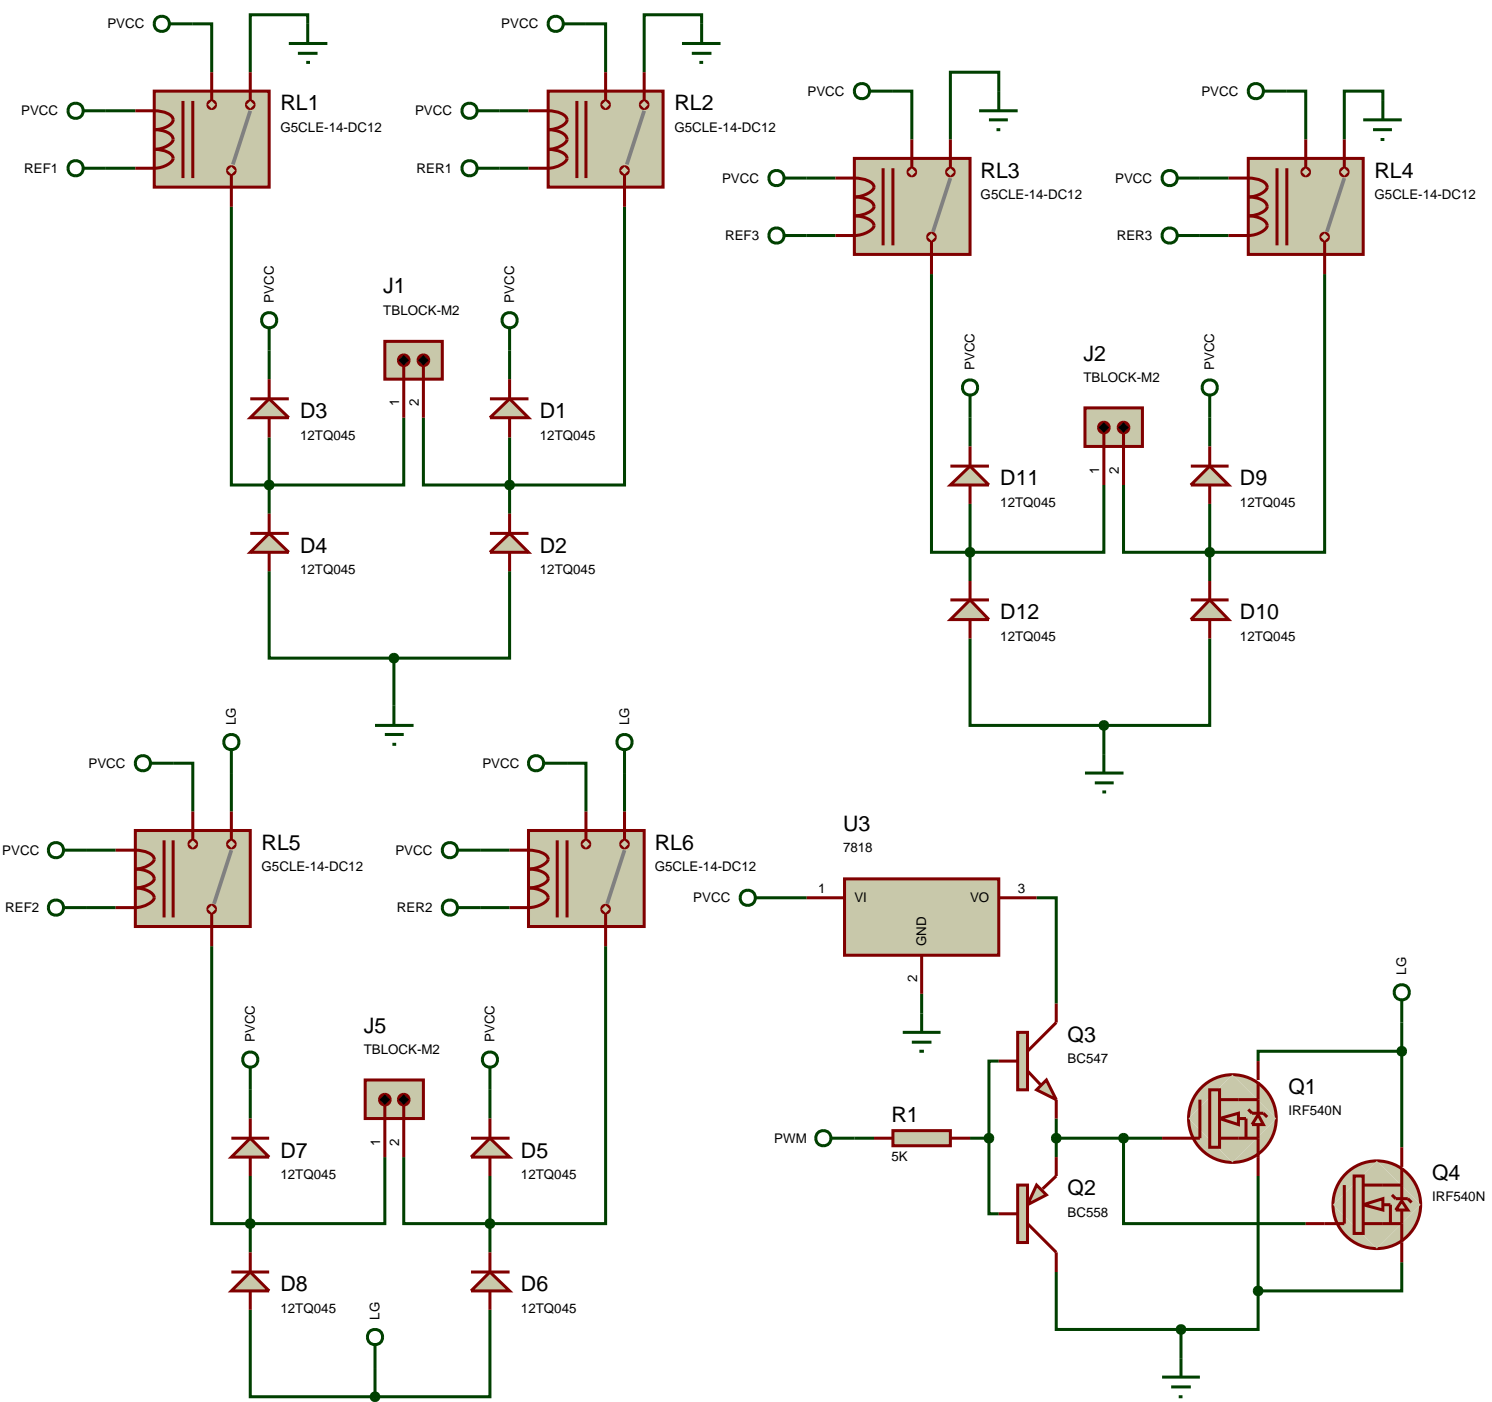 PVCC
PVCC
PVCC
REF1
RL1
G5CLE-14-DC12
PVCC
RER1
RL2
G5CLE-14-DC12
PVCC
PVCC
PVCC
REF3
RL3
G5CLE-14-DC12
PVCC
RER3
RL4
G5CLE-14-DC12
PVCC
J1
TBLOCK-M2
PVCC
1
2
D3
12TQ045
D1
12TQ045
D4
12TQ045
D2
12TQ045
PVCC
J2
TBLOCK-M2
PVCC
1
2
D11
12TQ045
D9
12TQ045
D12
12TQ045
D10
12TQ045
LG
LG
PVCC
PVCC
PVCC
REF2
RL5
G5CLE-14-DC12
PVCC
RER2
RL6
G5CLE-14-DC12
PVCC
J5
TBLOCK-M2
PVCC
1
2
D7
12TQ045
D5
12TQ045
D8
12TQ045
D6
12TQ045
LG
U3
7818
PVCC
1
VI
VO
3
GND
2
LG
Q3
BC547
R1
PWM
5K
Q2
BC558
Q1
IRF540N
Q4
IRF540N